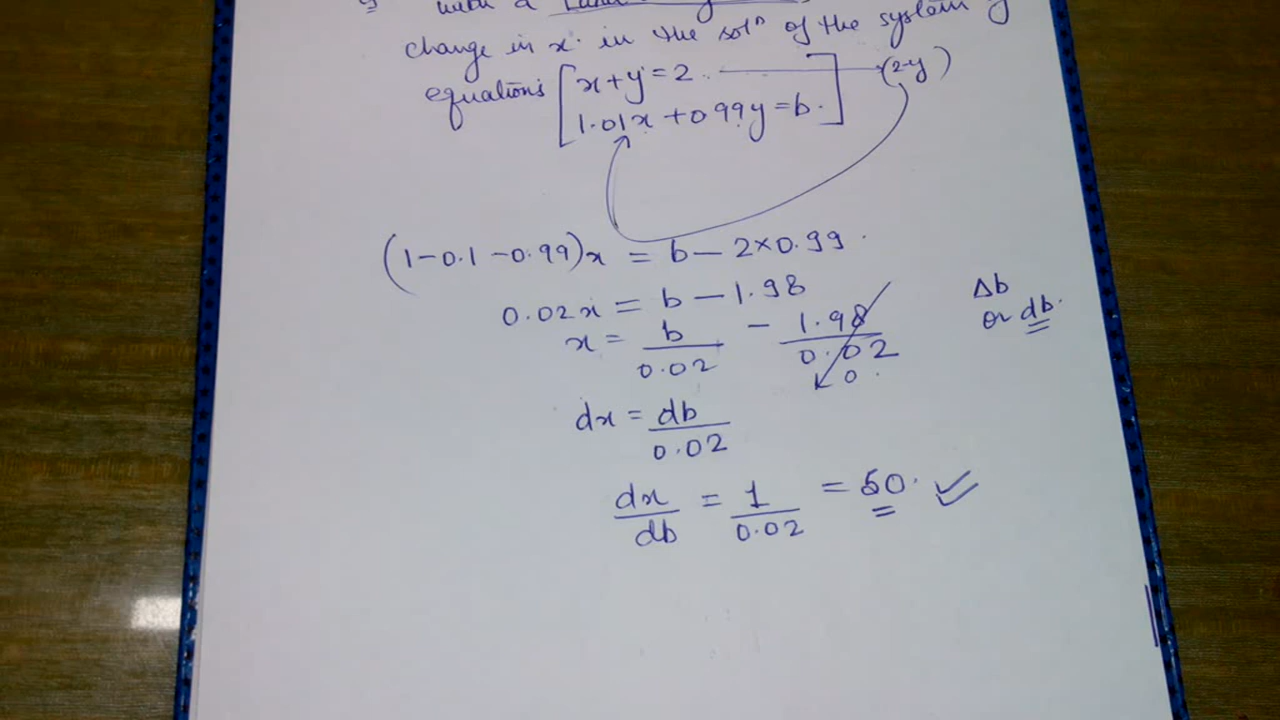 with a
change in x. in the solⁿ of the system of
equations [x+y=2 (2-y)
1.01x + 0.99y = b.]
(1-0.1-0.99)x = b - 2×0.99.
0.02x = b - 1.98
x = b/0.02 - 1.98/0.02
0.
Δb
or db.
dx = db/0.02
dx/db = 1/0.02 = 50.